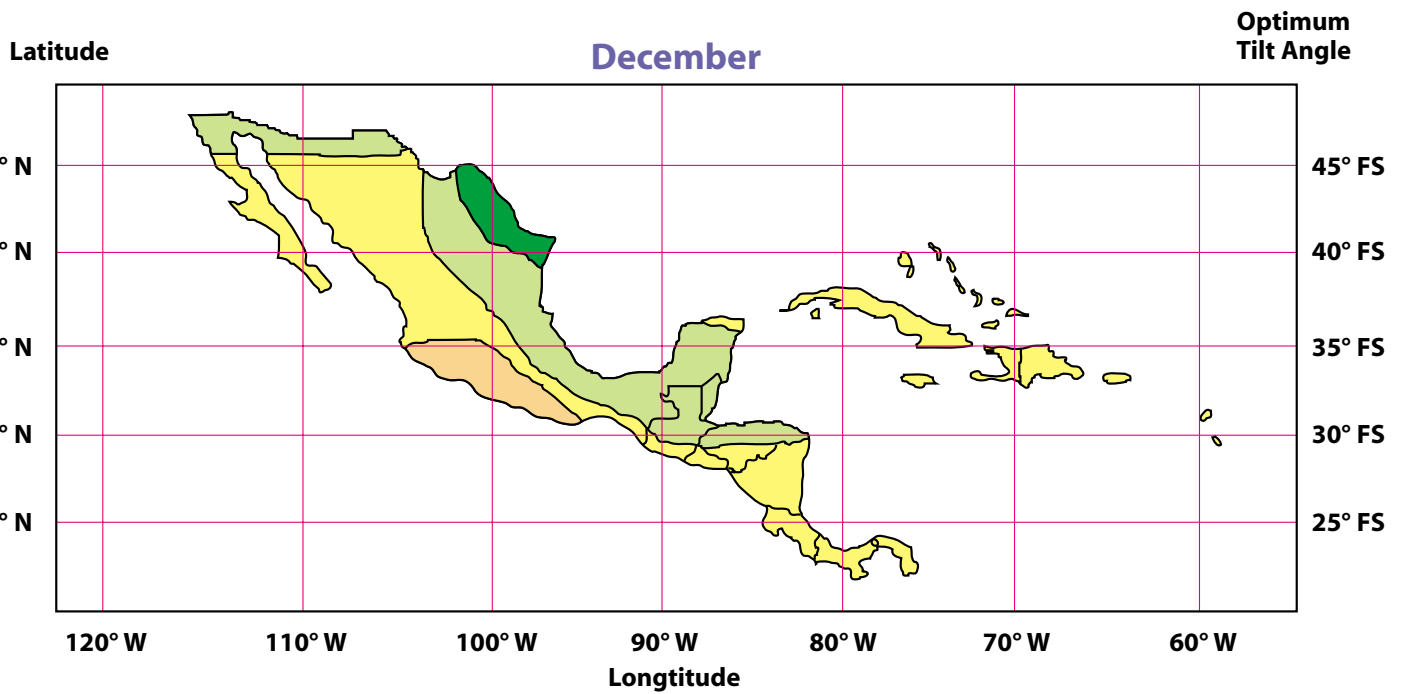 Optimum
Latitude December Tilt Angle
° N 45° FS
° N 40° FS
° N 35° FS
° N 30° FS
° N 25° FS
120° W 110° W 100° W 90° W 80° W 70° W 60° W
Longtitude